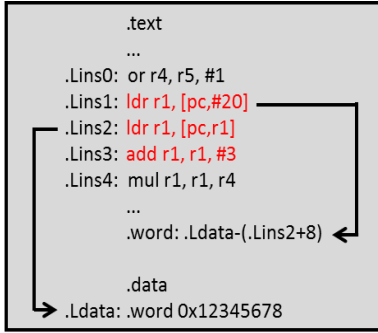 .text
...
.Lins0: or r4, r5, #1
.Lins1: ldr r1, [pc,#20]
.Lins2: ldr r1, [pc,r1]
.Lins3: add r1, r1, #3
.Lins4: mul r1, r1, r4
...
.word: .Ldata-(.Lins2+8)
.data
.Ldata: .word 0x12345678